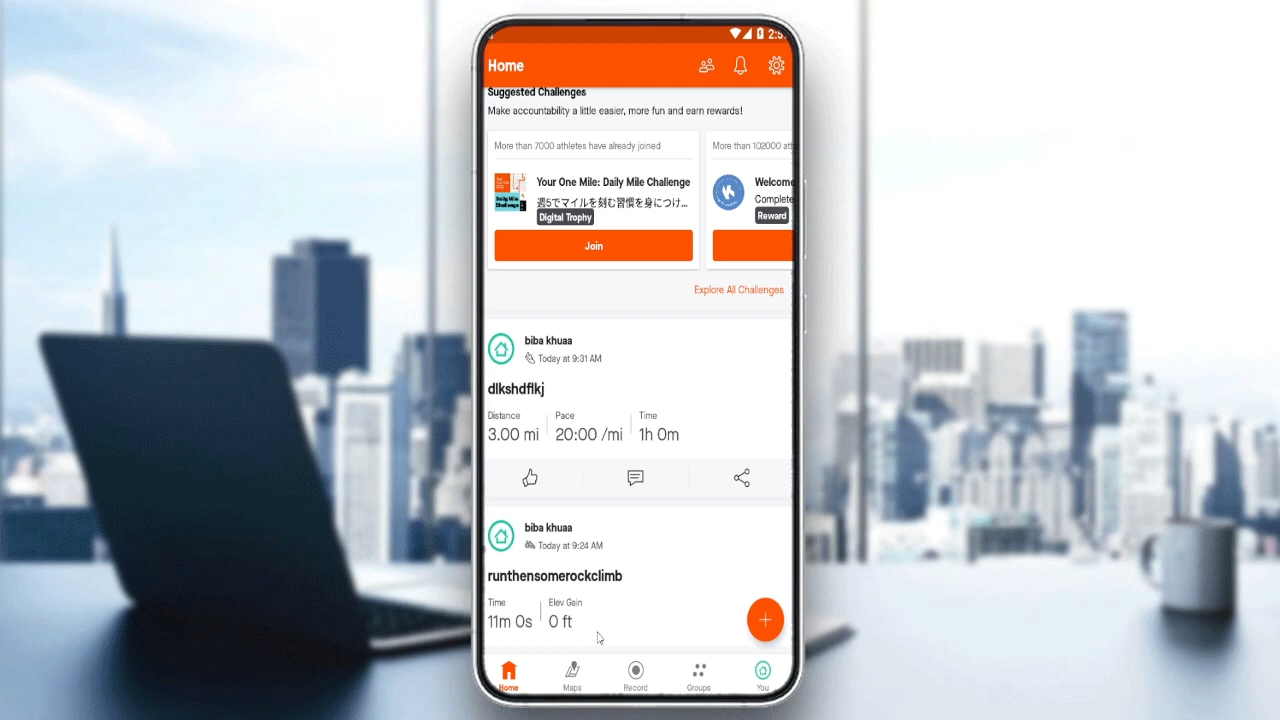 2:5
Home
Suggested Challenges
Make accountability a little easier, more fun and earn rewards!
More than 7000 athletes have already joined
Your One Mile: Daily Mile Challenge
週5でマイルを刻む習慣を身につけ...
Digital Trophy
Join
More than 102000 ath
Welcome
Complete
Reward
Explore All Challenges
biba khuaa
Today at 9:31 AM
dlkshdflkj
Distance
Pace
Time
3.00 mi
20:00 /mi
1h 0m
biba khuaa
Today at 9:24 AM
runthensomerockclimb
Time
Elev Gain
11m 0s
0 ft
Home
Maps
Record
Groups
You